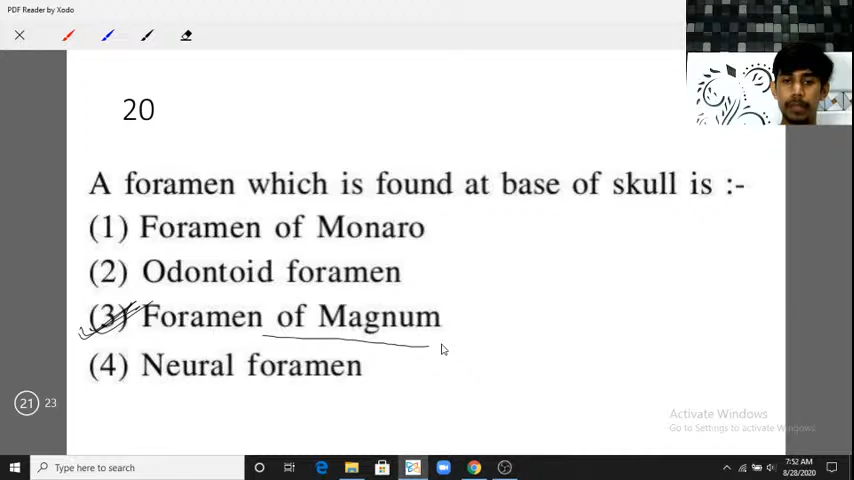 PDF Reader by Xodo
20
A foramen which is found at base of skull is :-
(1) Foramen of Monaro
(2) Odontoid foramen
(3) Foramen of Magnum
(4) Neural foramen
21 23
Activate Windows
Go to Settings to activate Windows.
Type here to search
7:52 AM
8/28/2020